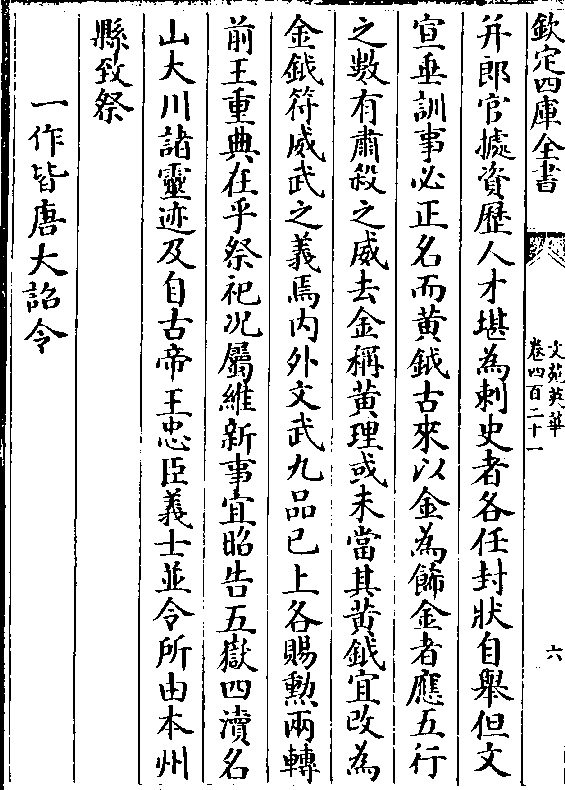 欽定四庫全書
文苑英華
卷四百二十一
六
并郎官據資歷人才堪為刺史者各任封狀自舉但文
宣垂訓事必正名而黃鉞古來以金為飾金者應五行
之數有肅殺之威去金稱黃理或未當其黃鉞宜改為
金鉞符威武之義焉内外文武九品已上各賜勲兩轉
前王重典在乎祭祀况屬維新事宜昭告五嶽四瀆名
山大川諸靈迹及自古帝王忠臣義士並令所由本州
縣致祭
一作皆唐大詔令